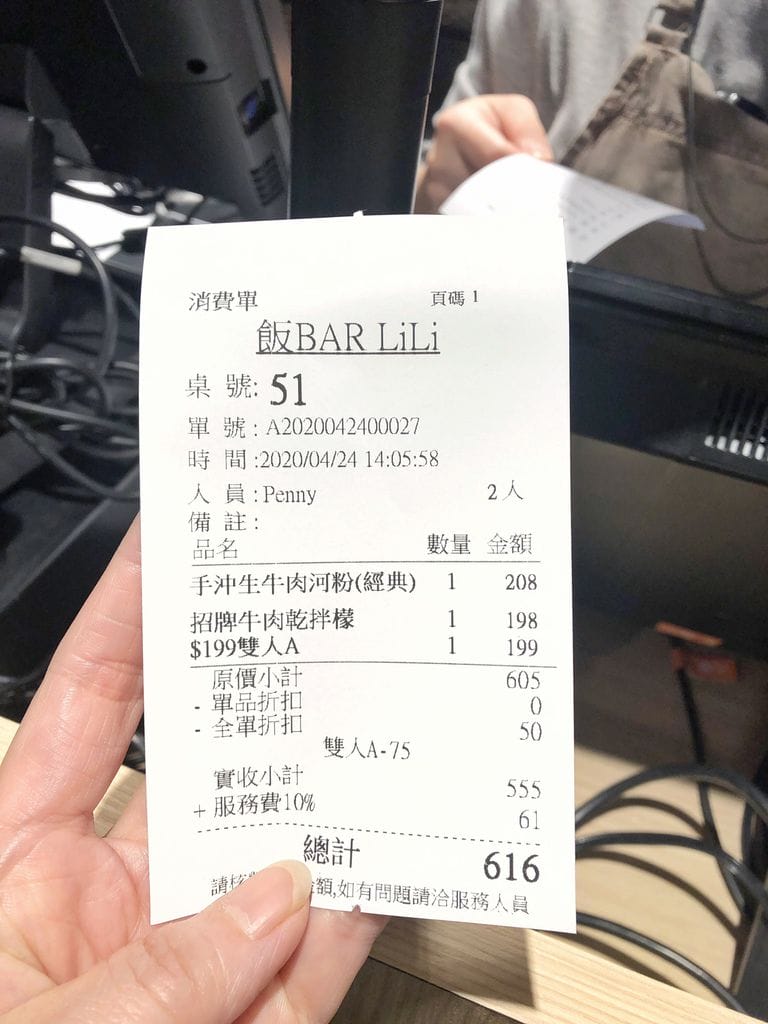 消費單 頁碼 1
飯BAR LiLi
桌 號: 51
單 號 : A2020042400027
時 間 :2020/04/24 14:05:58
人 員 :Penny 2人
備 註 :
品名 數量 金額
手沖生牛肉河粉(經典) 1 208
招牌牛肉乾拌檬 1 198
$199雙人A 1 199
原價小計 605
- 單品折扣 0
- 全單折扣 50
雙人A-75
實收小計 555
+ 服務費10% 61
總計 616
請核 額,如有問題請洽服務人員